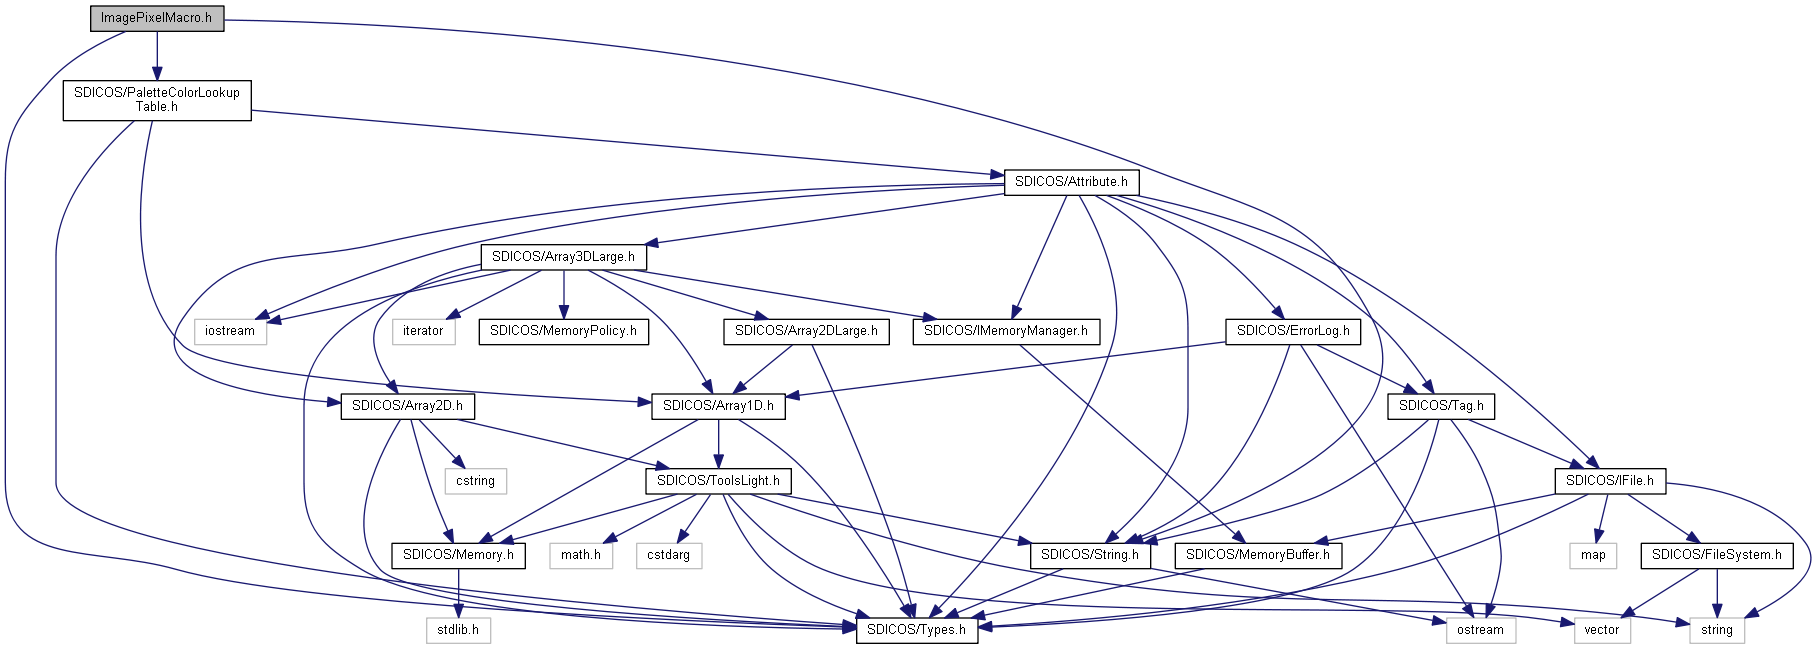 ImagePixelMacro.h
SDICOS/PaletteColorLookup
Table.h
SDICOS/Attribute.h
SDICOS/Array3DLarge.h
iostream
iterator
SDICOS/MemoryPolicy.h
SDICOS/Array2DLarge.h
SDICOS/IMemoryManager.h
SDICOS/ErrorLog.h
SDICOS/Array2D.h
SDICOS/Array1D.h
SDICOS/Tag.h
cstring
SDICOS/ToolsLight.h
SDICOS/IFile.h
SDICOS/Memory.h
math.h
cstdarg
SDICOS/String.h
SDICOS/MemoryBuffer.h
map
SDICOS/FileSystem.h
stdlib.h
SDICOS/Types.h
ostream
vector
string